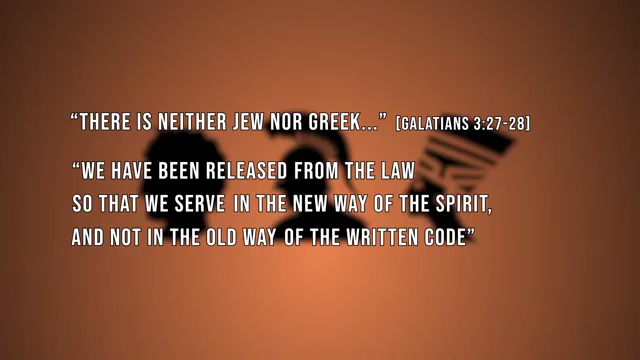 “THERE IS NEITHER JEW NOR GREEK...” [GALATIANS 3:27-28]
“WE HAVE BEEN RELEASED FROM THE LAW
SO THAT WE SERVE IN THE NEW WAY OF THE SPIRIT,
AND NOT IN THE OLD WAY OF THE WRITTEN CODE”